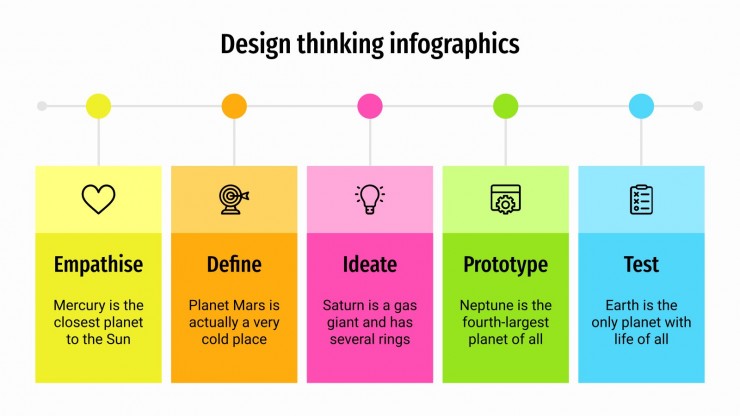 Design thinking infographics
Empathise
Mercury is the
closest planet
to the Sun
Define
Planet Mars is
actually a very
cold place
Ideate
Saturn is a gas
giant and has
several rings
Prototype
Neptune is the
fourth-largest
planet of all
Test
Earth is the
only planet with
life of all